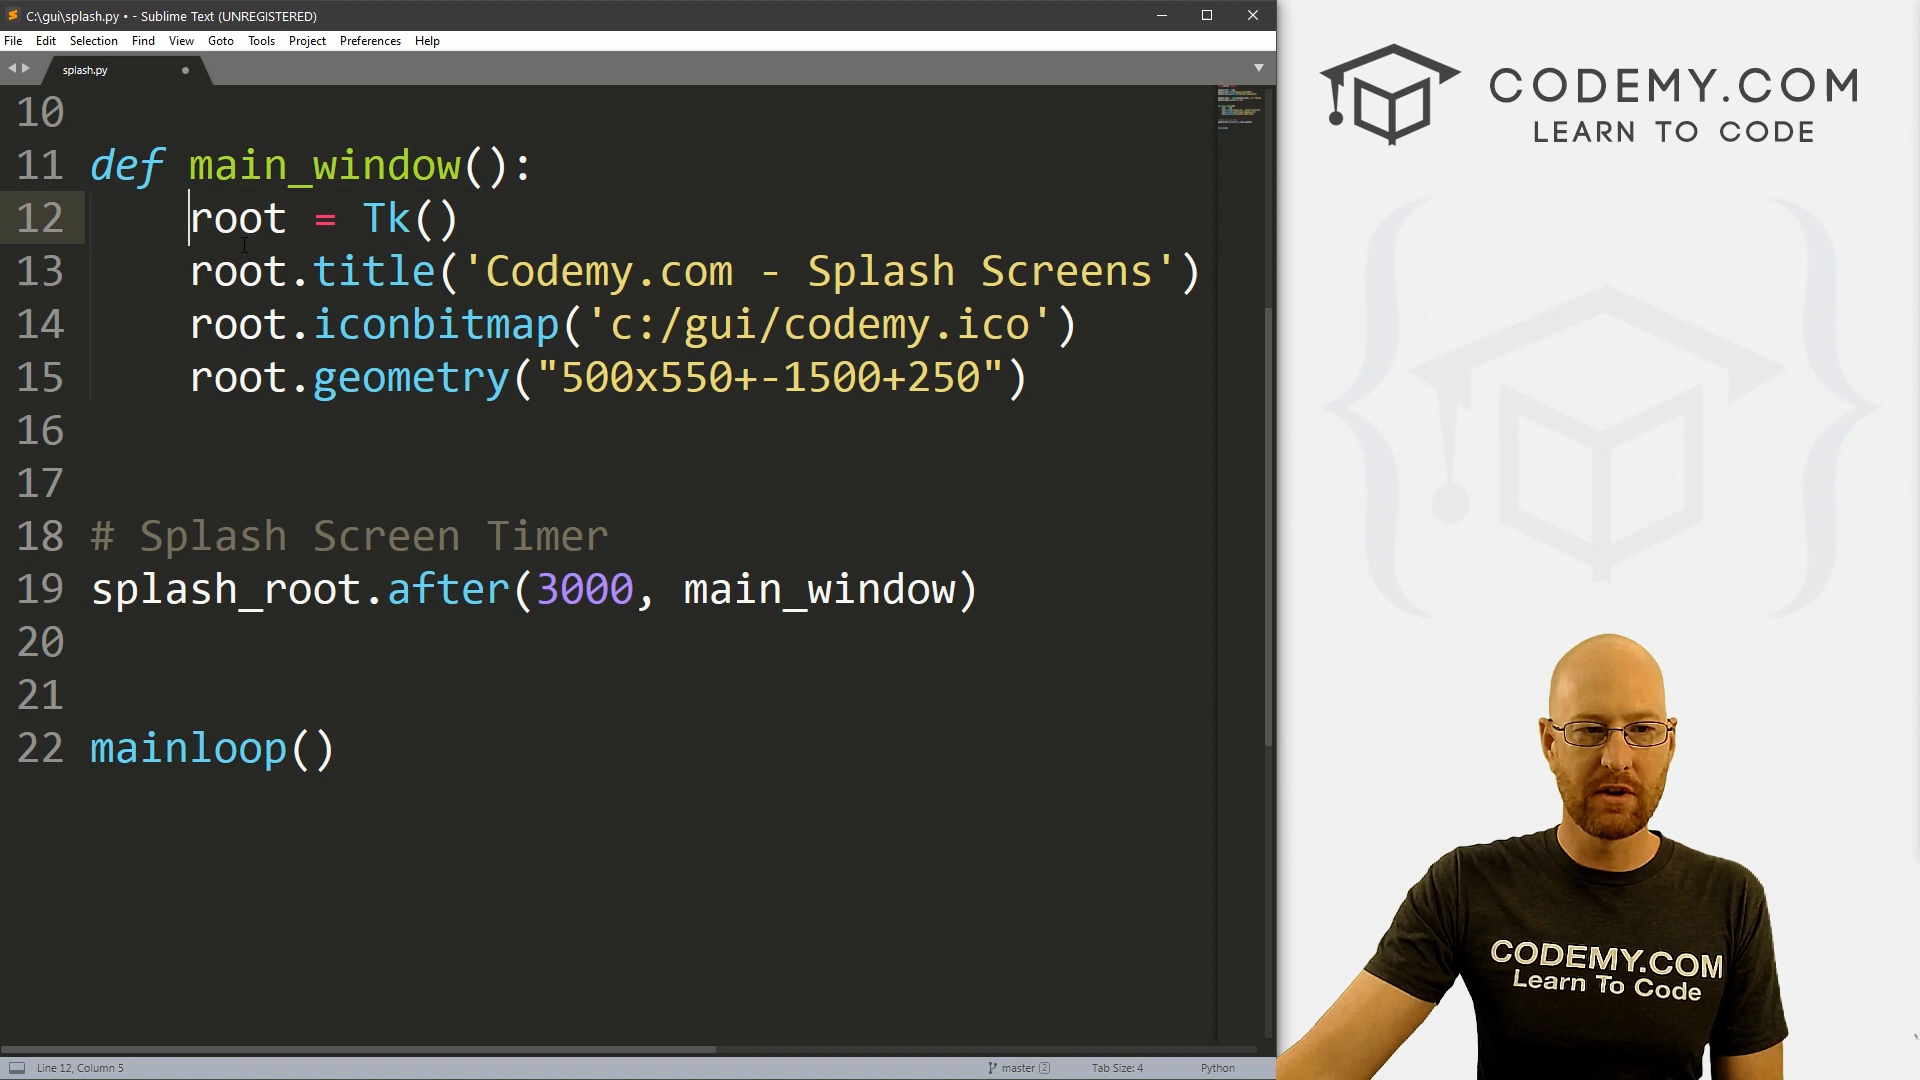 C:\gui\splash.py • - Sublime Text (UNREGISTERED)
File Edit Selection Find View Goto Tools Project Preferences Help
splash.py
10
11 def main_window():
12 root = Tk()
13 root.title('Codemy.com - Splash Screens')
14 root.iconbitmap('c:/gui/codemy.ico')
15 root.geometry("500x550+-1500+250")
16
17
18 # Splash Screen Timer
19 splash_root.after(3000, main_window)
20
21
22 mainloop()
Line 12, Column 5
master 2
Tab Size: 4
Python
CODEMY.COM
LEARN TO CODE
CODEMY.COM
Learn To Code